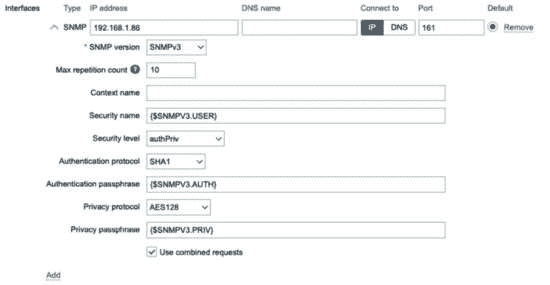 Interfaces Type IP address DNS name Connect to Port Default
SNMP 192.168.1.86 IP DNS 161 Remove
* SNMP version SNMPv3
Max repetition count ? 10
Context name
Security name {$SNMPV3.USER}
Security level authPriv
Authentication protocol SHA1
Authentication passphrase {$SNMPV3.AUTH}
Privacy protocol AES128
Privacy passphrase {$SNMPV3.PRIV}
Use combined requests
Add